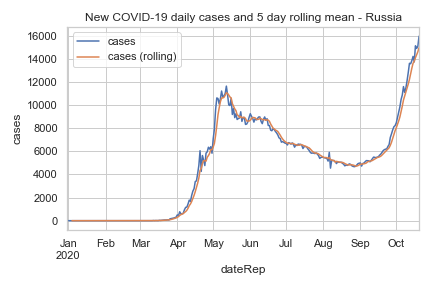 New COVID-19 daily cases and 5 day rolling mean - Russia
cases
cases (rolling)
16000
14000
12000
10000
8000
6000
4000
2000
0
cases
Jan Feb Mar Apr May Jun Jul Aug Sep Oct
2020
dateRep